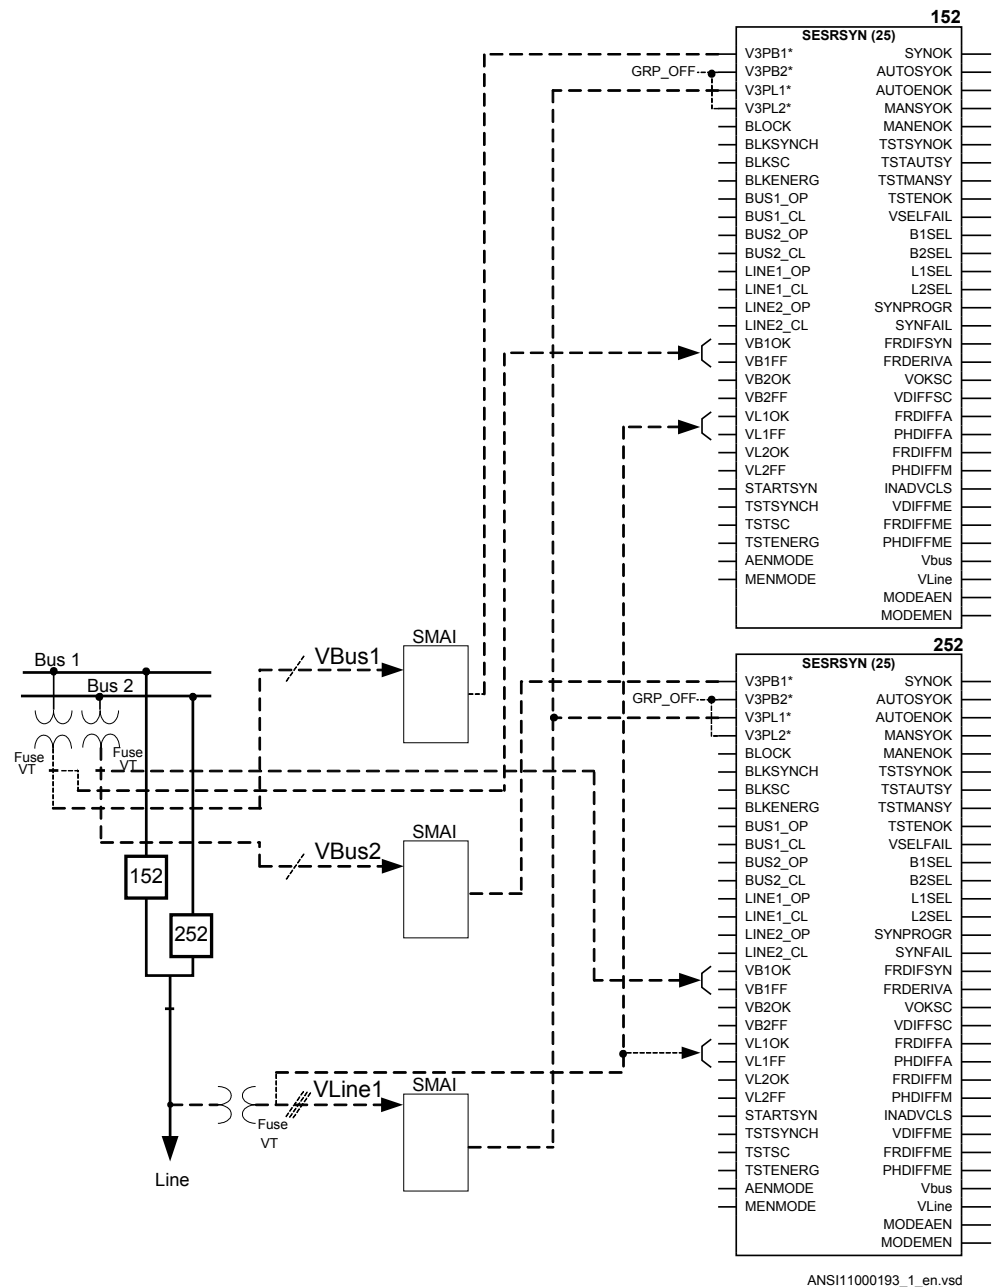 152
SESRSYN (25)
V3PB1* SYNOK
GRP_OFF V3PB2* AUTOSYOK
V3PL1* AUTOENOK
V3PL2* MANSYOK
BLOCK MANENOK
BLKSYNCH TSTSYNOK
BLKSC TSTAUTSY
BLKENERG TSTMANSY
BUS1_OP TSTENOK
BUS1_CL VSELFAIL
BUS2_OP B1SEL
BUS2_CL B2SEL
LINE1_OP L1SEL
LINE1_CL L2SEL
LINE2_OP SYNPROGR
LINE2_CL SYNFAIL
VB1OK FRDIFSYN
VB1FF FRDERIVA
VB2OK VOKSC
VB2FF VDIFFSC
VL1OK FRDIFFA
VL1FF PHDIFFA
VL2OK FRDIFFM
VL2FF PHDIFFM
STARTSYN INADVCLS
TSTSYNCH VDIFFME
TSTSC FRDIFFME
TSTENERG PHDIFFME
AENMODE Vbus
MENMODE VLine
MODEAEN
MODEMEN
SMAI
VBus1
Bus 1
Bus 2
Fuse
VT
Fuse
VT
SMAI
VBus2
152
252
SMAI
VLine1
Fuse
VT
Line
252
SESRSYN (25)
V3PB1* SYNOK
GRP_OFF V3PB2* AUTOSYOK
V3PL1* AUTOENOK
V3PL2* MANSYOK
BLOCK MANENOK
BLKSYNCH TSTSYNOK
BLKSC TSTAUTSY
BLKENERG TSTMANSY
BUS1_OP TSTENOK
BUS1_CL VSELFAIL
BUS2_OP B1SEL
BUS2_CL B2SEL
LINE1_OP L1SEL
LINE1_CL L2SEL
LINE2_OP SYNPROGR
LINE2_CL SYNFAIL
VB1OK FRDIFSYN
VB1FF FRDERIVA
VB2OK VOKSC
VB2FF VDIFFSC
VL1OK FRDIFFA
VL1FF PHDIFFA
VL2OK FRDIFFM
VL2FF PHDIFFM
STARTSYN INADVCLS
TSTSYNCH VDIFFME
TSTSC FRDIFFME
TSTENERG PHDIFFME
AENMODE Vbus
MENMODE VLine
MODEAEN
MODEMEN
ANSI11000193_1_en.vsd